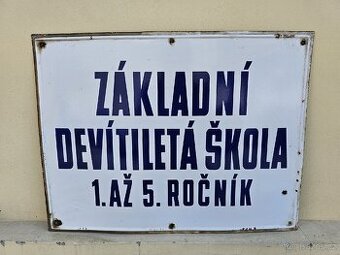 ZÁKLADNÍ
DEVÍTILETÁ ŠKOLA
1. AŽ 5. ROČNÍK